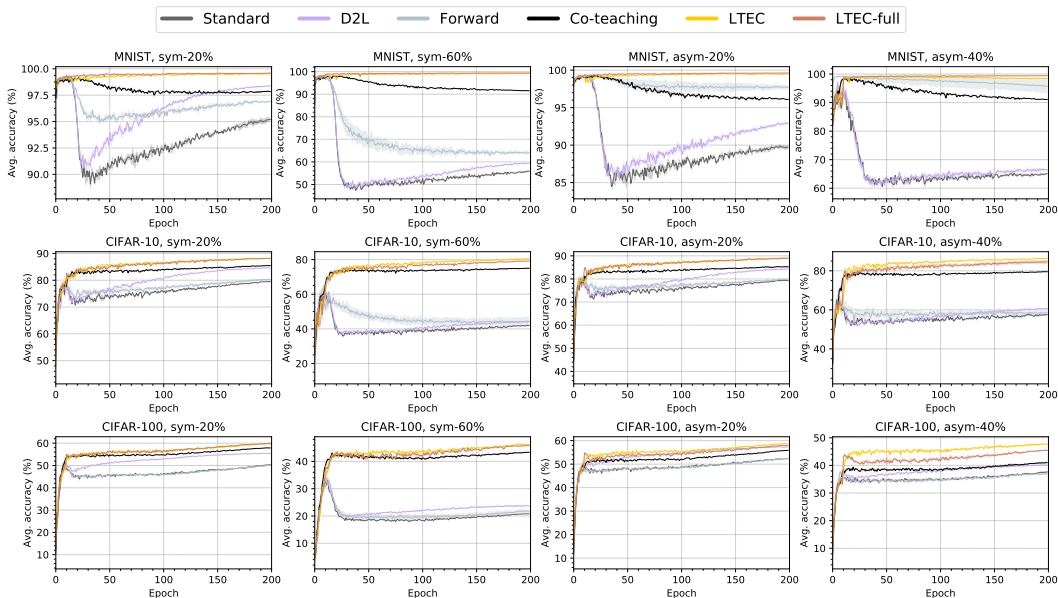 Standard D2L Forward Co-teaching LTEC LTEC-full
MNIST, sym-20% MNIST, sym-60% MNIST, asym-20% MNIST, asym-40%
Avg. accuracy (%) Avg. accuracy (%) Avg. accuracy (%) Avg. accuracy (%)
100.0 97.5 95.0 92.5 90.0
100 90 80 70 60 50
100 95 90 85
100 90 80 70 60
0 50 100 150 200 0 50 100 150 200 0 50 100 150 200 0 50 100 150 200
Epoch Epoch Epoch Epoch
CIFAR-10, sym-20% CIFAR-10, sym-60% CIFAR-10, asym-20% CIFAR-10, asym-40%
Avg. accuracy (%) Avg. accuracy (%) Avg. accuracy (%) Avg. accuracy (%)
90 80 70 60 50
80 60 40 20
90 80 70 60 50 40
80 60 40
0 50 100 150 200 0 50 100 150 200 0 50 100 150 200 0 50 100 150 200
Epoch Epoch Epoch Epoch
CIFAR-100, sym-20% CIFAR-100, sym-60% CIFAR-100, asym-20% CIFAR-100, asym-40%
Avg. accuracy (%) Avg. accuracy (%) Avg. accuracy (%) Avg. accuracy (%)
60 50 40 30 20 10
40 30 20 10
60 50 40 30 20 10
50 40 30 20 10
0 50 100 150 200 0 50 100 150 200 0 50 100 150 200 0 50 100 150 200
Epoch Epoch Epoch Epoch